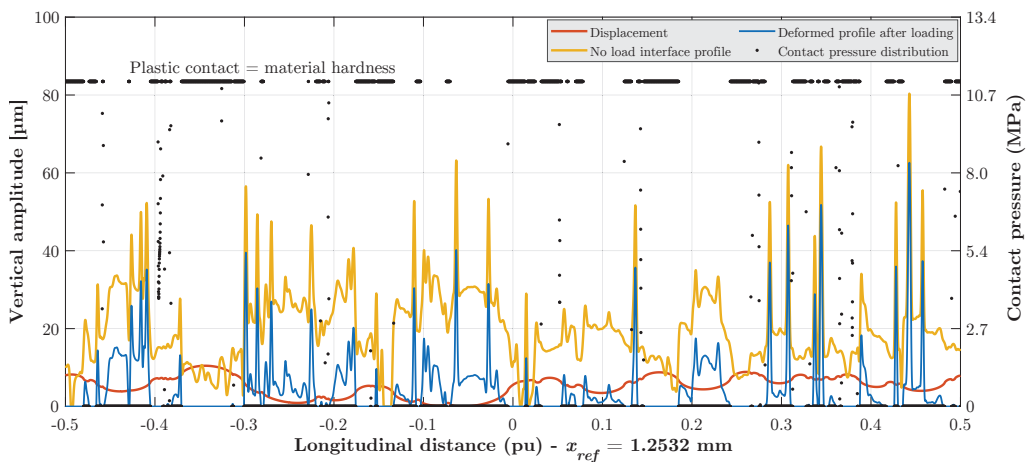 Displacement
No load interface profile
Deformed profile after loading
Contact pressure distribution
Plastic contact = material hardness
Vertical amplitude [µm]
100
80
60
40
20
0
Contact pressure (MPa)
13.4
10.7
8.0
5.4
2.7
0
-0.5 -0.4 -0.3 -0.2 -0.1 0 0.1 0.2 0.3 0.4 0.5
Longitudinal distance (pu) - x_ref = 1.2532 mm